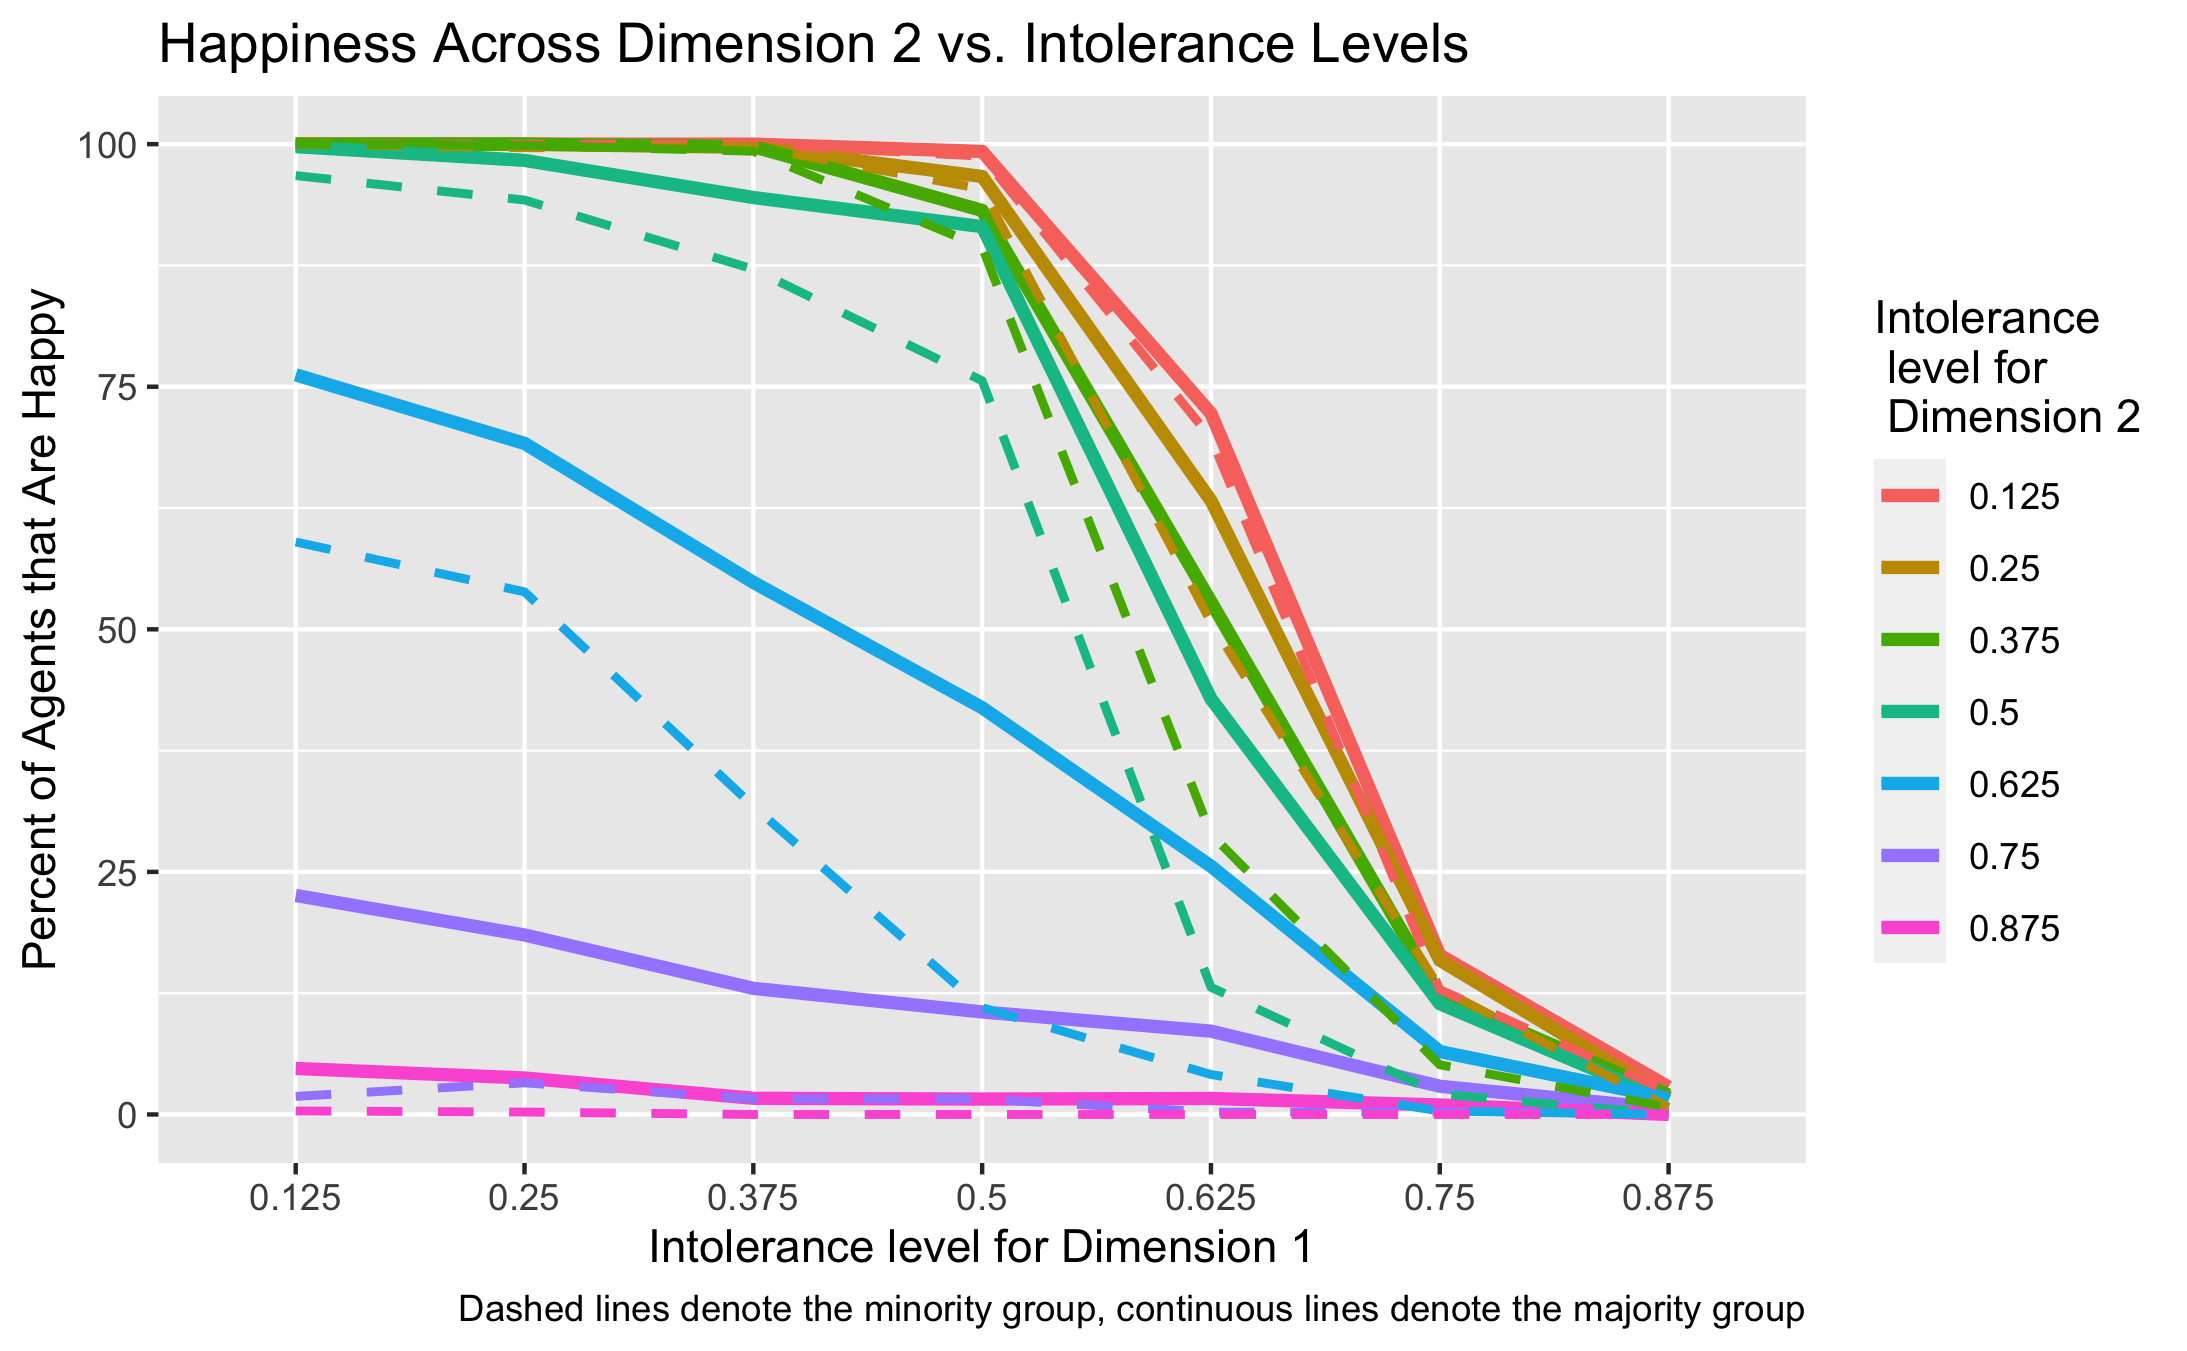 Happiness Across Dimension 2 vs. Intolerance Levels
Percent of Agents that Are Happy
100
75
50
25
0
0.125
0.25
0.375
0.5
0.625
0.75
0.875
Intolerance level for Dimension 1
Dashed lines denote the minority group, continuous lines denote the majority group
Intolerance
level for
Dimension 2
0.125
0.25
0.375
0.5
0.625
0.75
0.875